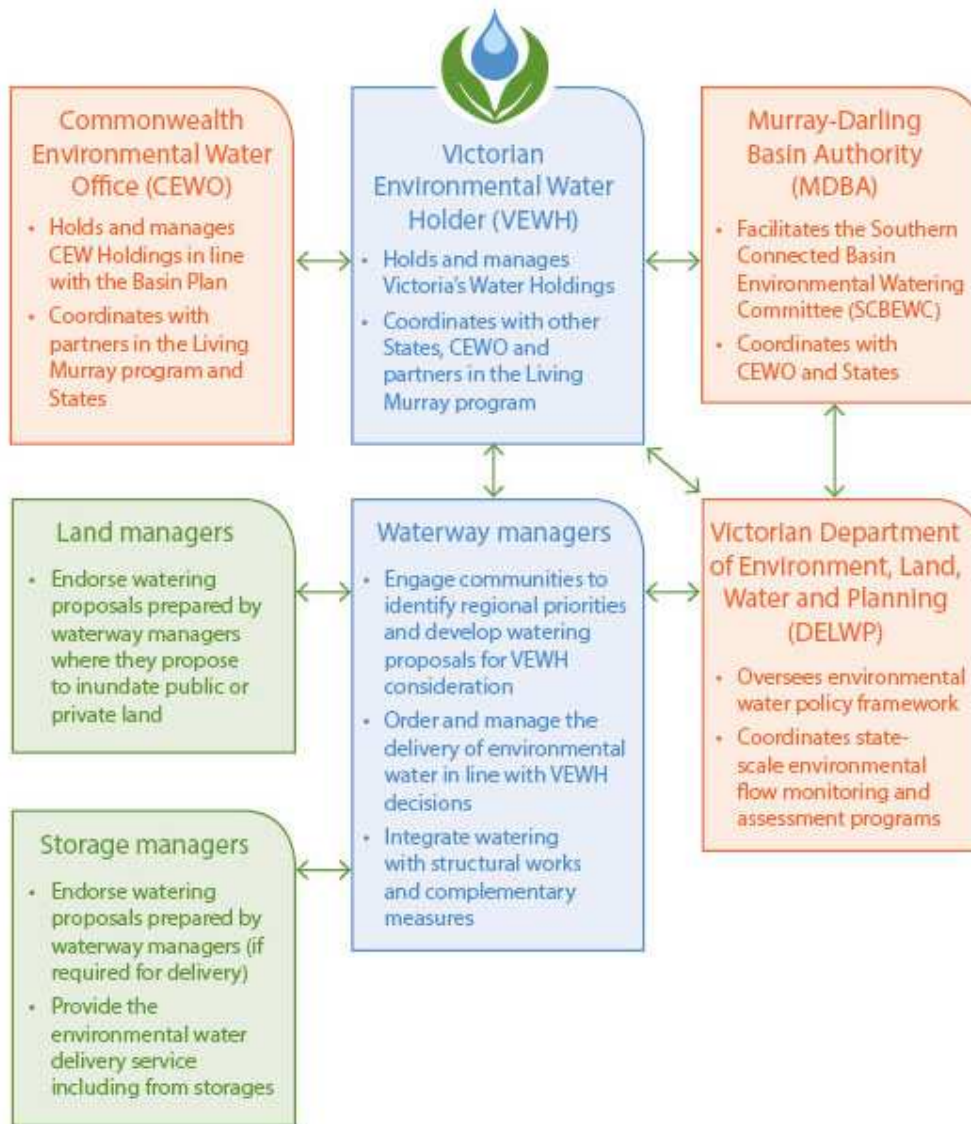 Commonwealth
Environmental Water
Office (CEWO)
• Holds and manages
CEW Holdings in line
with the Basin Plan
• Coordinates with
partners in the Living
Murray program and
States
Victorian
Environmental Water
Holder (VEWH)
• Holds and manages
Victoria's Water Holdings
• Coordinates with other
States, CEWO and
partners in the Living
Murray program
Murray-Darling
Basin Authority
(MDBA)
• Facilitates the Southern
Connected Basin
Environmental Watering
Committee (SCBEWC)
• Coordinates with
CEWO and States
Land managers
• Endorse watering
proposals prepared by
waterway managers
where they propose
to inundate public or
private land
Waterway managers
• Engage communities to
identify regional priorities
and develop watering
proposals for VEWH
consideration
• Order and manage the
delivery of environmental
water in line with VEWH
decisions
• Integrate watering
with structural works
and complementary
measures
Victorian Department
of Environment, Land,
Water and Planning
(DELWP)
• Oversees environmental
water policy framework
• Coordinates state-
scale environmental
flow monitoring and
assessment programs
Storage managers
• Endorse watering
proposals prepared by
waterway managers (if
required for delivery)
• Provide the
environmental water
delivery service
including from storages